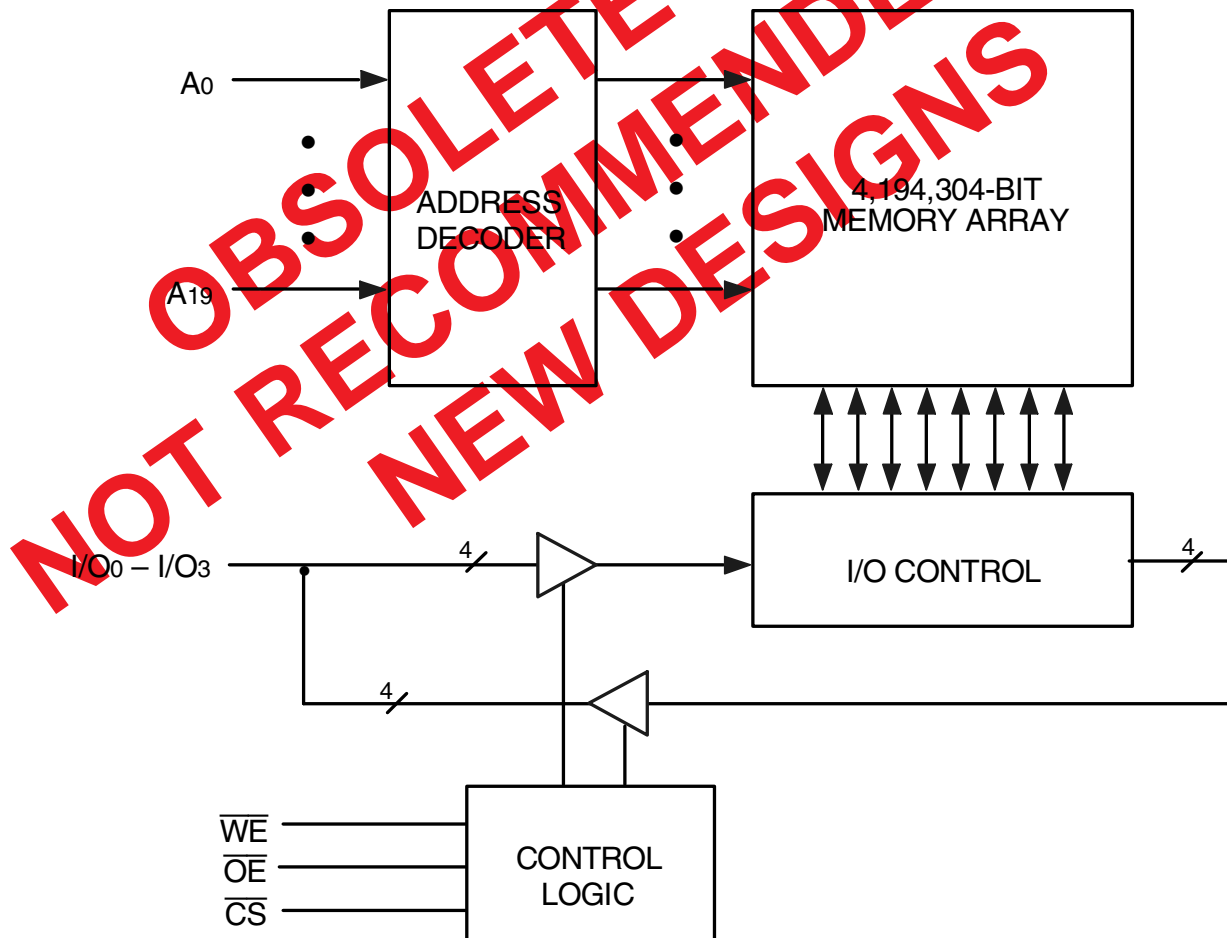 OBSOLETE
NOT RECOMMENDE
NEW DESIGNS
A0
A19
ADDRESS
DECODER
4,194,304-BIT
MEMORY ARRAY
I/O0 – I/O3
4
I/O CONTROL
4
4
WE
OE
CS
CONTROL
LOGIC